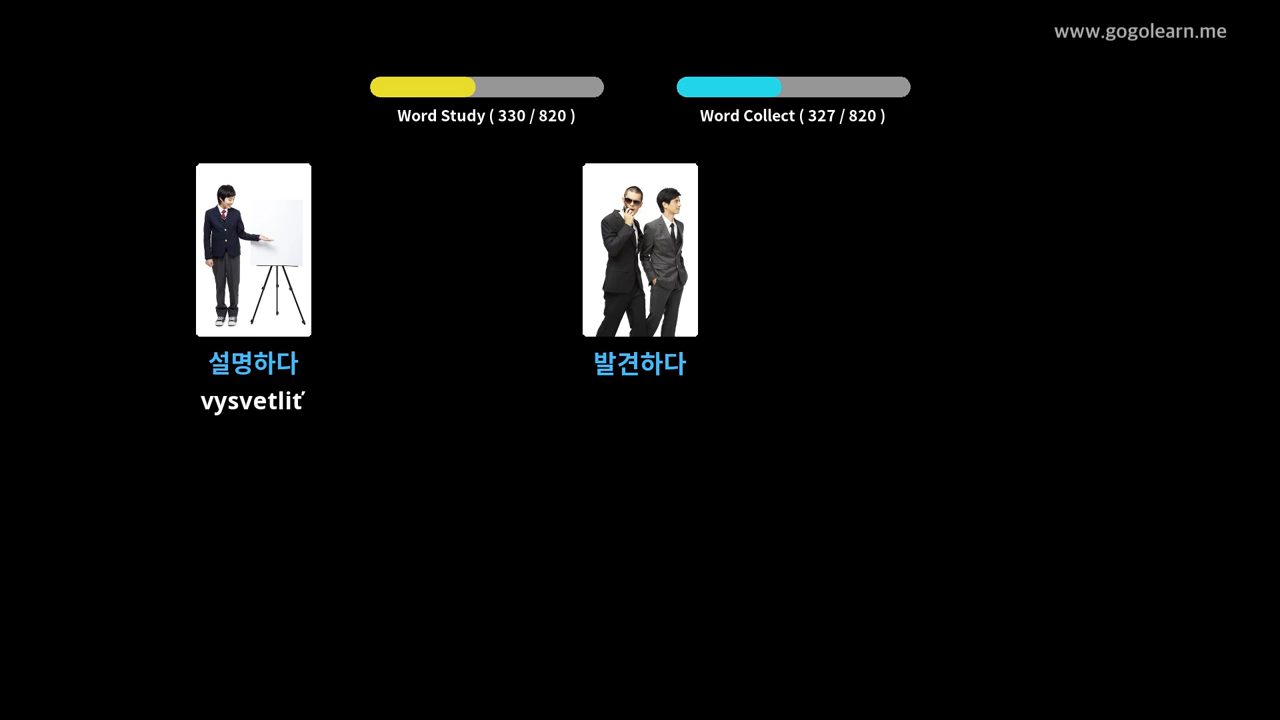 www.gogolearn.me
Word Study ( 330 / 820 )
Word Collect ( 327 / 820 )
설명하다
발견하다
vysvetliť